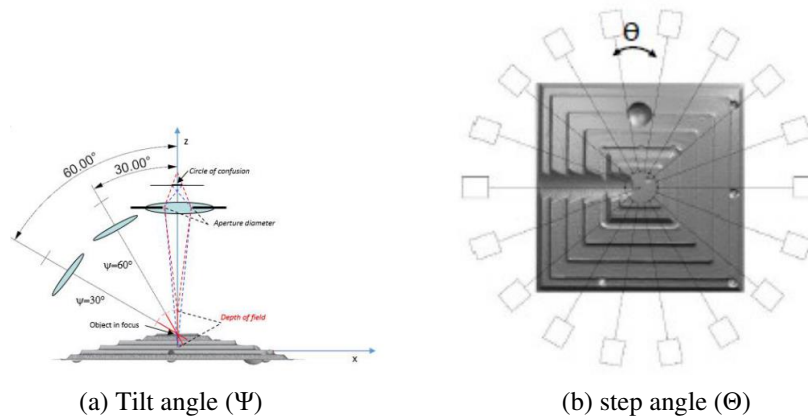 θ
60.00°
30.00°
z
Circle of confusion
Aperture diameter
ψ=60°
ψ=30°
Object in focus
Depth of field
x
(a) Tilt angle (Ψ)
(b) step angle (Θ)